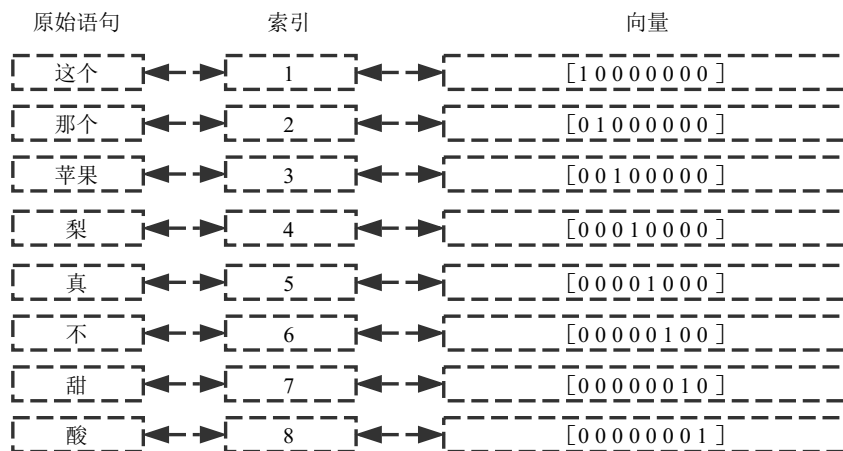 原始语句 索引 向量
这个 1 [1 0 0 0 0 0 0 0]
那个 2 [0 1 0 0 0 0 0 0]
苹果 3 [0 0 1 0 0 0 0 0]
梨 4 [0 0 0 1 0 0 0 0]
真 5 [0 0 0 0 1 0 0 0]
不 6 [0 0 0 0 0 1 0 0]
甜 7 [0 0 0 0 0 0 1 0]
酸 8 [0 0 0 0 0 0 0 1]